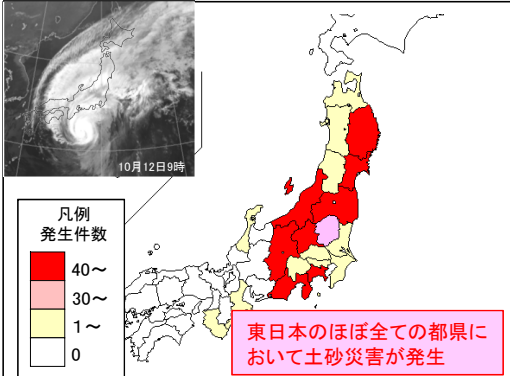 10月12日9時
凡例
発生件数
40～
30～
1～
0
東日本のほぼ全ての都県に
おいて土砂災害が発生